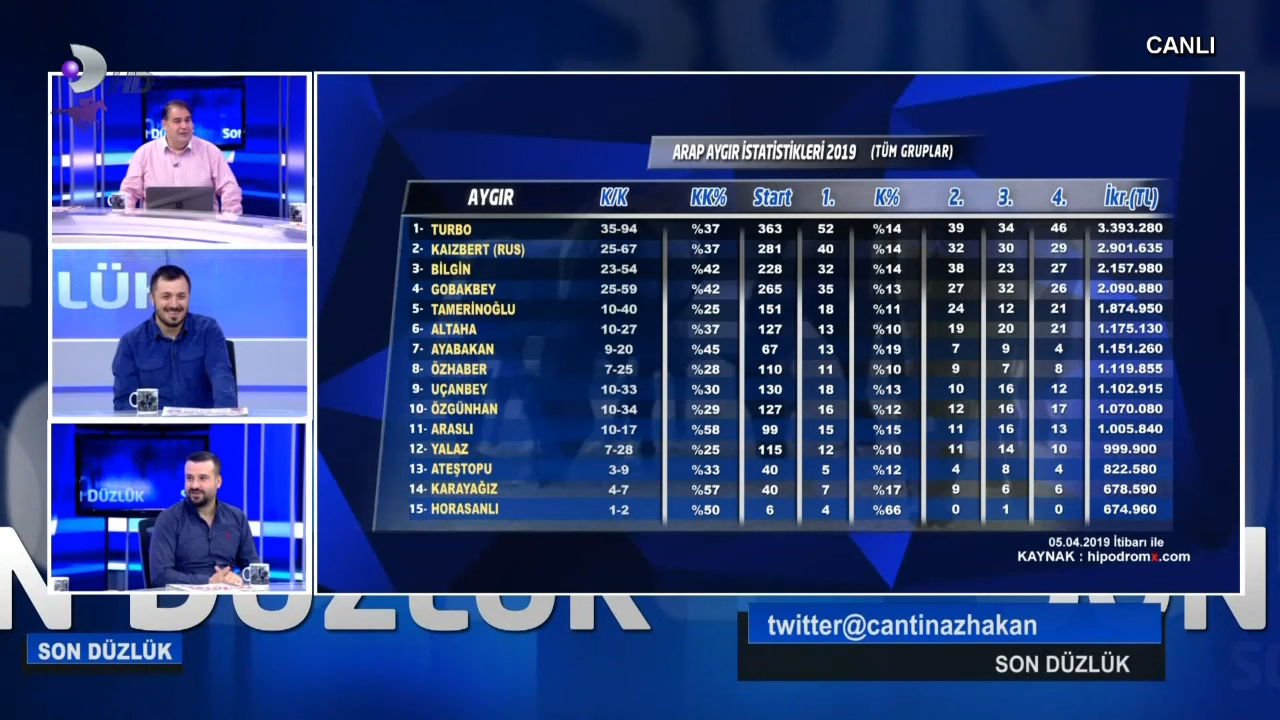 CANLI
HD
ARAP AYGIR İSTATİSTİKLERİ 2019 (TÜM GRUPLAR)
AYGIR K/K KK% Start 1. K% 2. 3. 4. İkr.(TL)
1- TURBO 35-94 %37 363 52 %14 39 34 46 3.393.280
2- KAIZBERT (RUS) 25-67 %37 281 40 %14 32 30 29 2.901.635
3- BİLGİN 23-54 %42 228 32 %14 38 23 27 2.157.980
4- GOBAKBEY 25-59 %42 265 35 %13 27 32 26 2.090.880
5- TAMERİNOĞLU 10-40 %25 151 18 %11 24 12 21 1.874.950
6- ALTAHA 10-27 %37 127 13 %10 19 20 21 1.175.130
7- AYABAKAN 9-20 %45 67 13 %19 7 9 4 1.151.260
8- ÖZHABER 7-25 %28 110 11 %10 9 7 8 1.119.855
9- UÇANBEY 10-33 %30 130 18 %13 10 16 12 1.102.915
10- ÖZGÜNHAN 10-34 %29 127 16 %12 12 16 17 1.070.080
11- ARASLI 10-17 %58 99 15 %15 11 16 13 1.005.840
12- YALAZ 7-28 %25 115 12 %10 11 14 10 999.900
13- ATEŞTOPU 3-9 %33 40 5 %12 4 8 4 822.580
14- KARAYAĞIZ 4-7 %57 40 7 %17 9 6 6 678.590
15- HORASANLI 1-2 %50 6 4 %66 0 1 0 674.960
05.04.2019 İtibarı ile
KAYNAK : hipodromx.com
DÜZLÜK
N DÜZLÜK
twitter@cantinazhakan
SON DÜZLÜK
SON DÜZLÜK